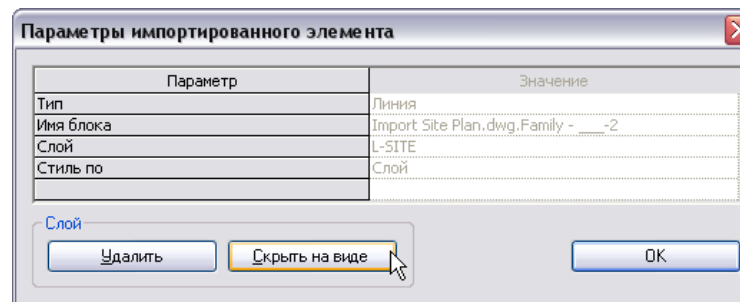 Параметры импортированного элемента
Параметр Значение
Тип Линия
Имя блока Import Site Plan.dwg.Family - ___-2
Слой L-SITE
Стиль по Слой
Слой
Удалить Скрыть на виде OK